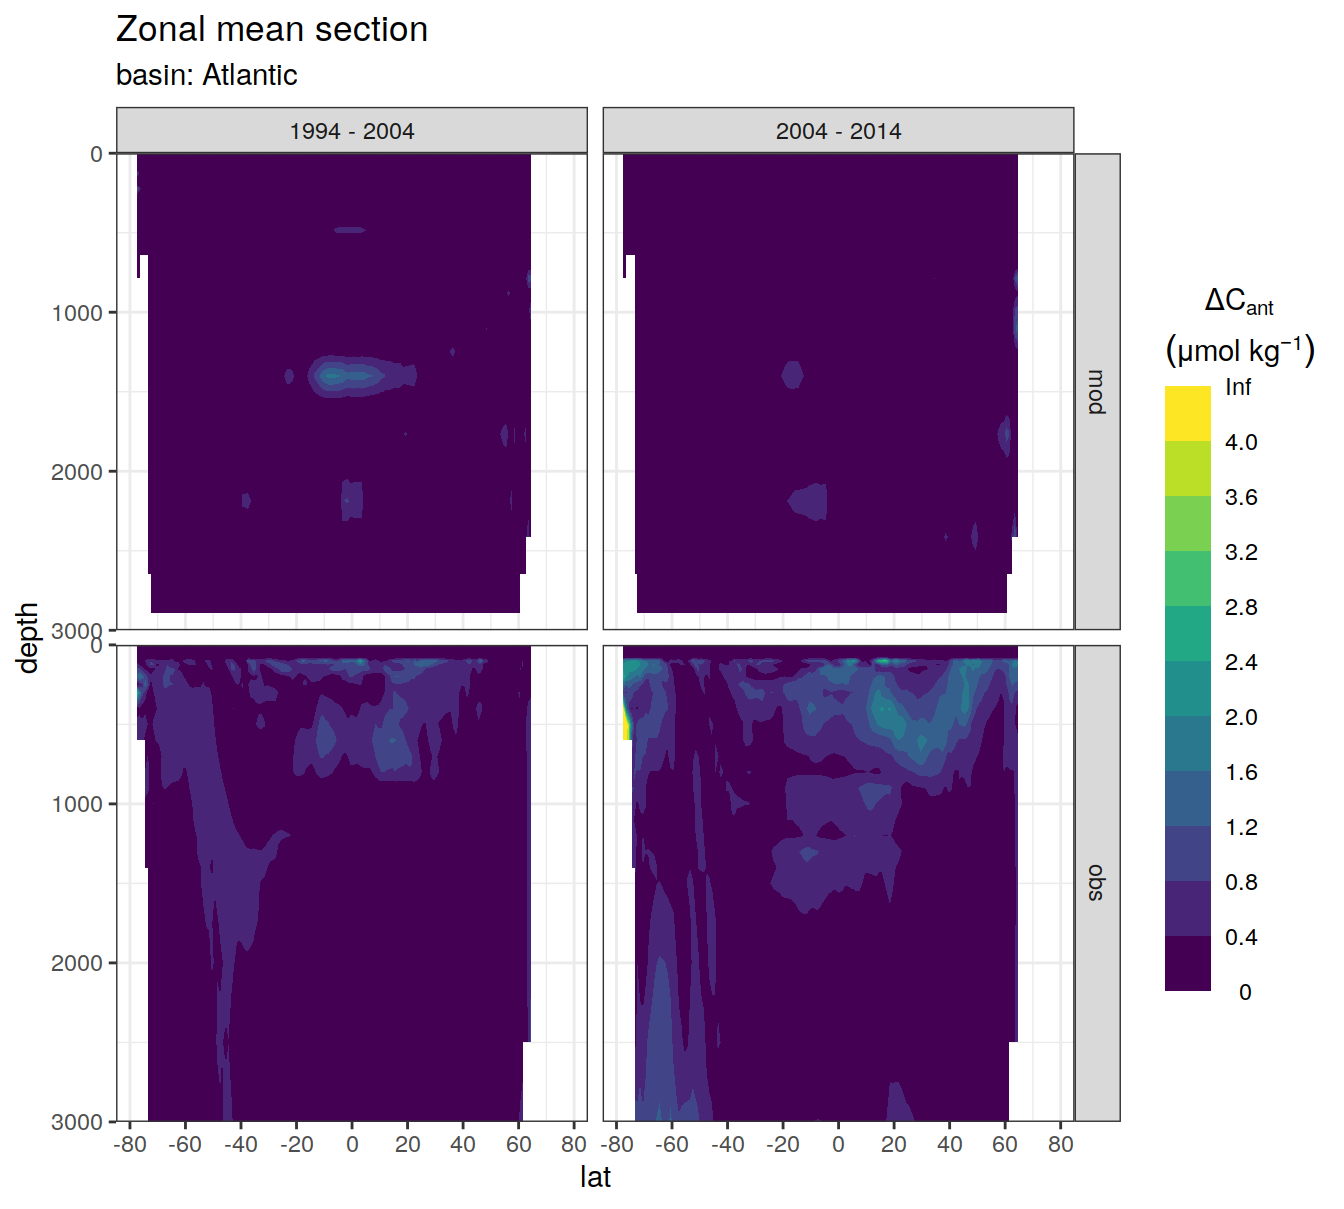 Zonal mean section
basin: Atlantic
1994 - 2004
2004 - 2014
0
1000
2000
3000
mod
0
1000
2000
3000
obs
depth
-80 -60 -40 -20 0 20 40 60 80
-80 -60 -40 -20 0 20 40 60 80
lat
ΔCant
(μmol kg⁻¹)
Inf
4.0
3.6
3.2
2.8
2.4
2.0
1.6
1.2
0.8
0.4
0